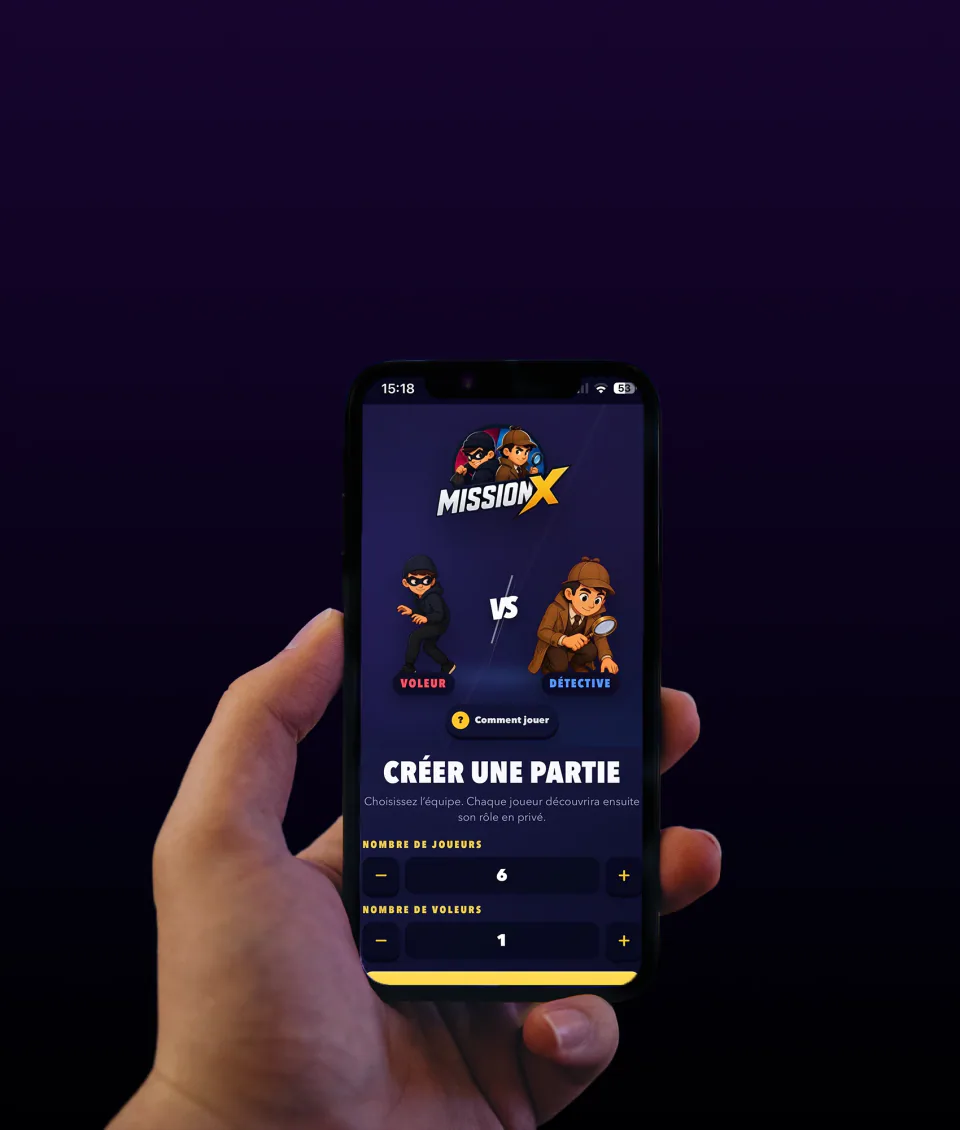 15:18
53
MISSION X
VS
VOLEUR
DÉTECTIVE
? Comment jouer
CRÉER UNE PARTIE
Choisissez l'équipe. Chaque joueur découvrira ensuite
son rôle en privé.
NOMBRE DE JOUEURS
− 6 +
NOMBRE DE VOLEURS
− 1 +